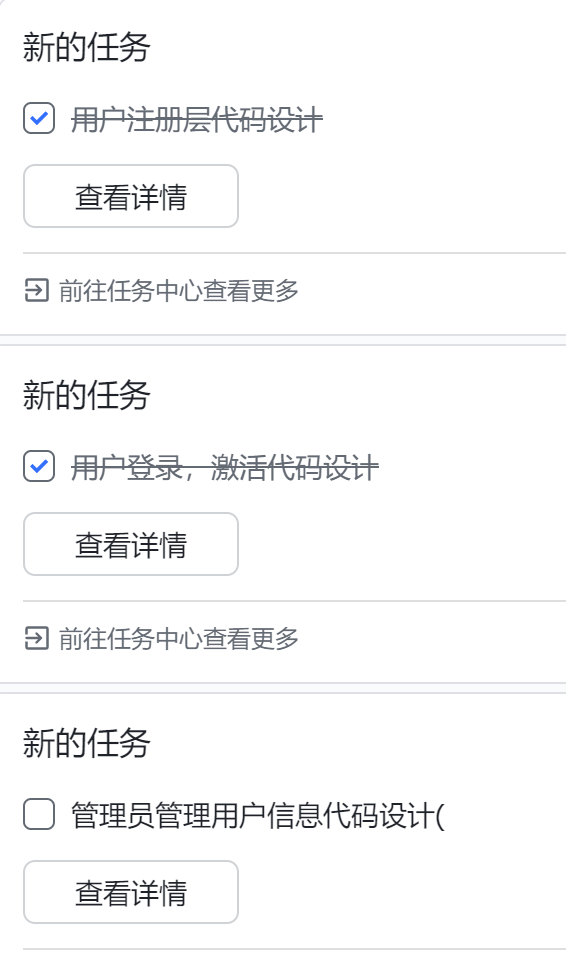 新的任务
用户注册层代码设计
查看详情
前往任务中心查看更多
新的任务
用户登录，激活代码设计
查看详情
前往任务中心查看更多
新的任务
管理员管理用户信息代码设计(
查看详情